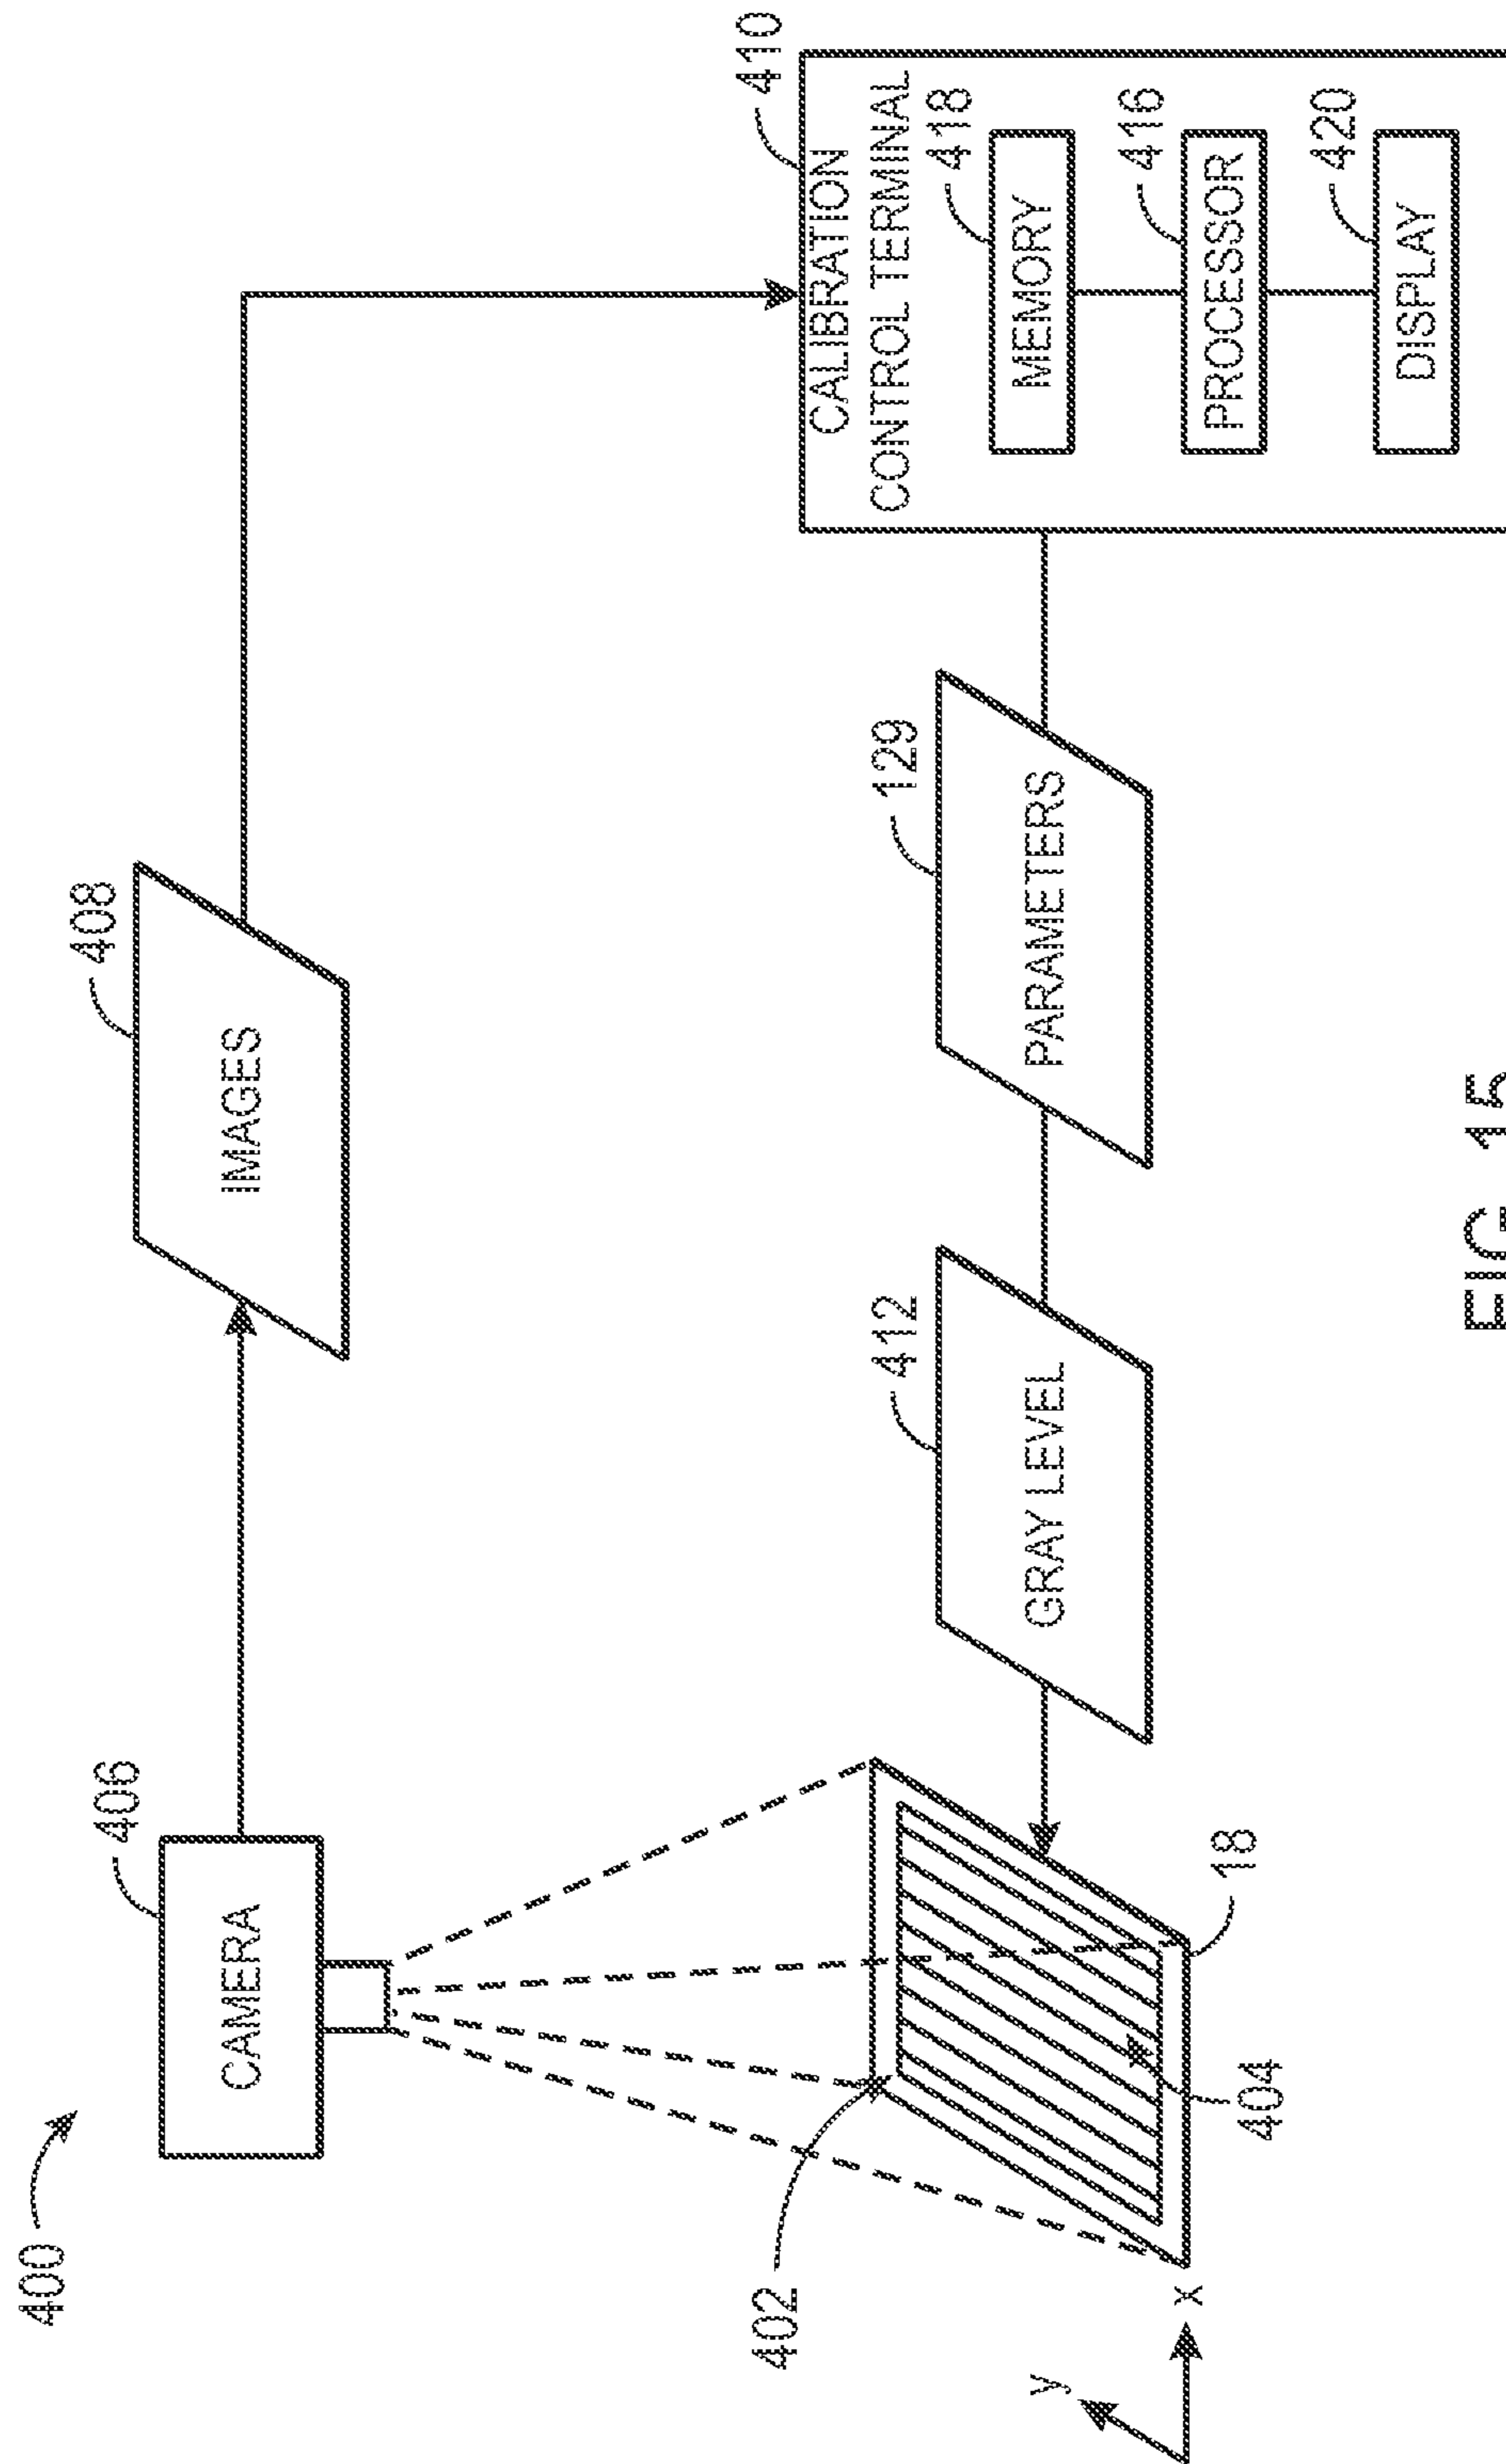 400
CAMERA
406
IMAGES
408
402
404
18
x
y
GRAY LEVEL
412
PARAMETERS
129
CALIBRATION
CONTROL TERMINAL
410
MEMORY
418
PROCESSOR
416
DISPLAY
420
FIG. 15